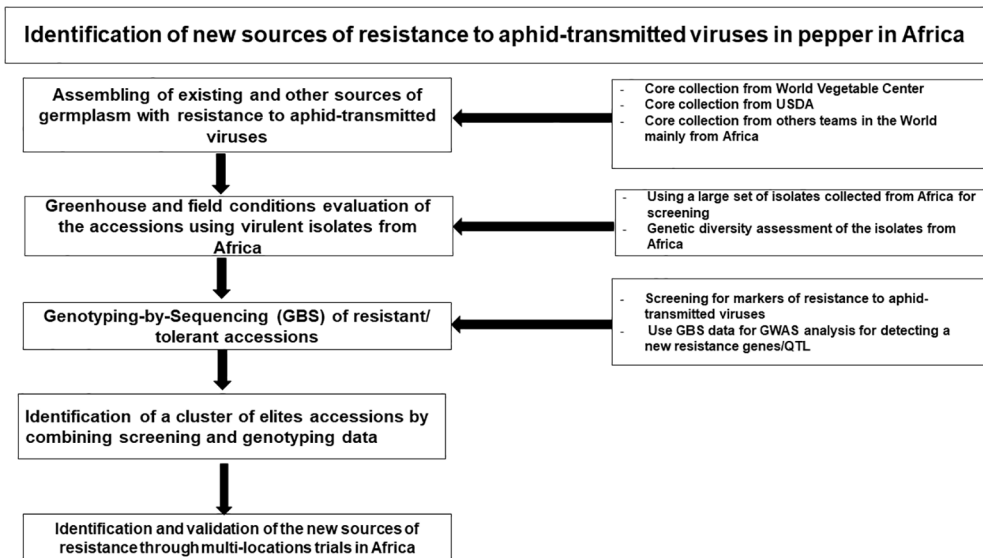 Identification of new sources of resistance to aphid-transmitted viruses in pepper in Africa
Assembling of existing and other sources of
germplasm with resistance to aphid-transmitted
viruses
- Core collection from World Vegetable Center
- Core collection from USDA
- Core collection from others teams in the World
mainly from Africa
Greenhouse and field conditions evaluation of
the accessions using virulent isolates from
Africa
- Using a large set of isolates collected from Africa for
screening
- Genetic diversity assessment of the isolates from
Africa
Genotyping-by-Sequencing (GBS) of resistant/
tolerant accessions
- Screening for markers of resistance to aphid-
transmitted viruses
- Use GBS data for GWAS analysis for detecting a
new resistance genes/QTL
Identification of a cluster of elites accessions by
combining screening and genotyping data
Identification and validation of the new sources of
resistance through multi-locations trials in Africa